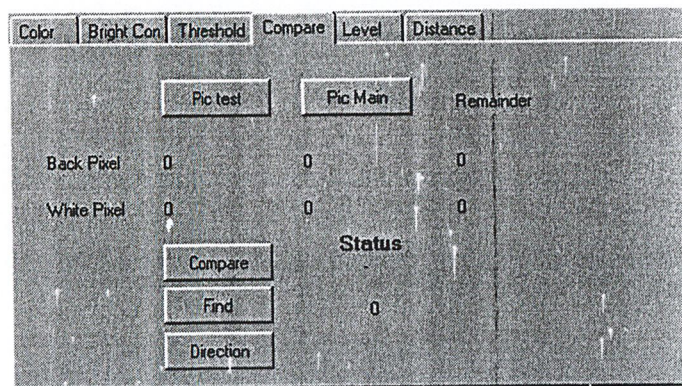 Color Bright Con Threshold Compare Level Distance
Pic test Pic Main Remainder
Back Pixel 0 0 0
White Pixel 0 0 0
Status
Compare -
Find 0
Direction